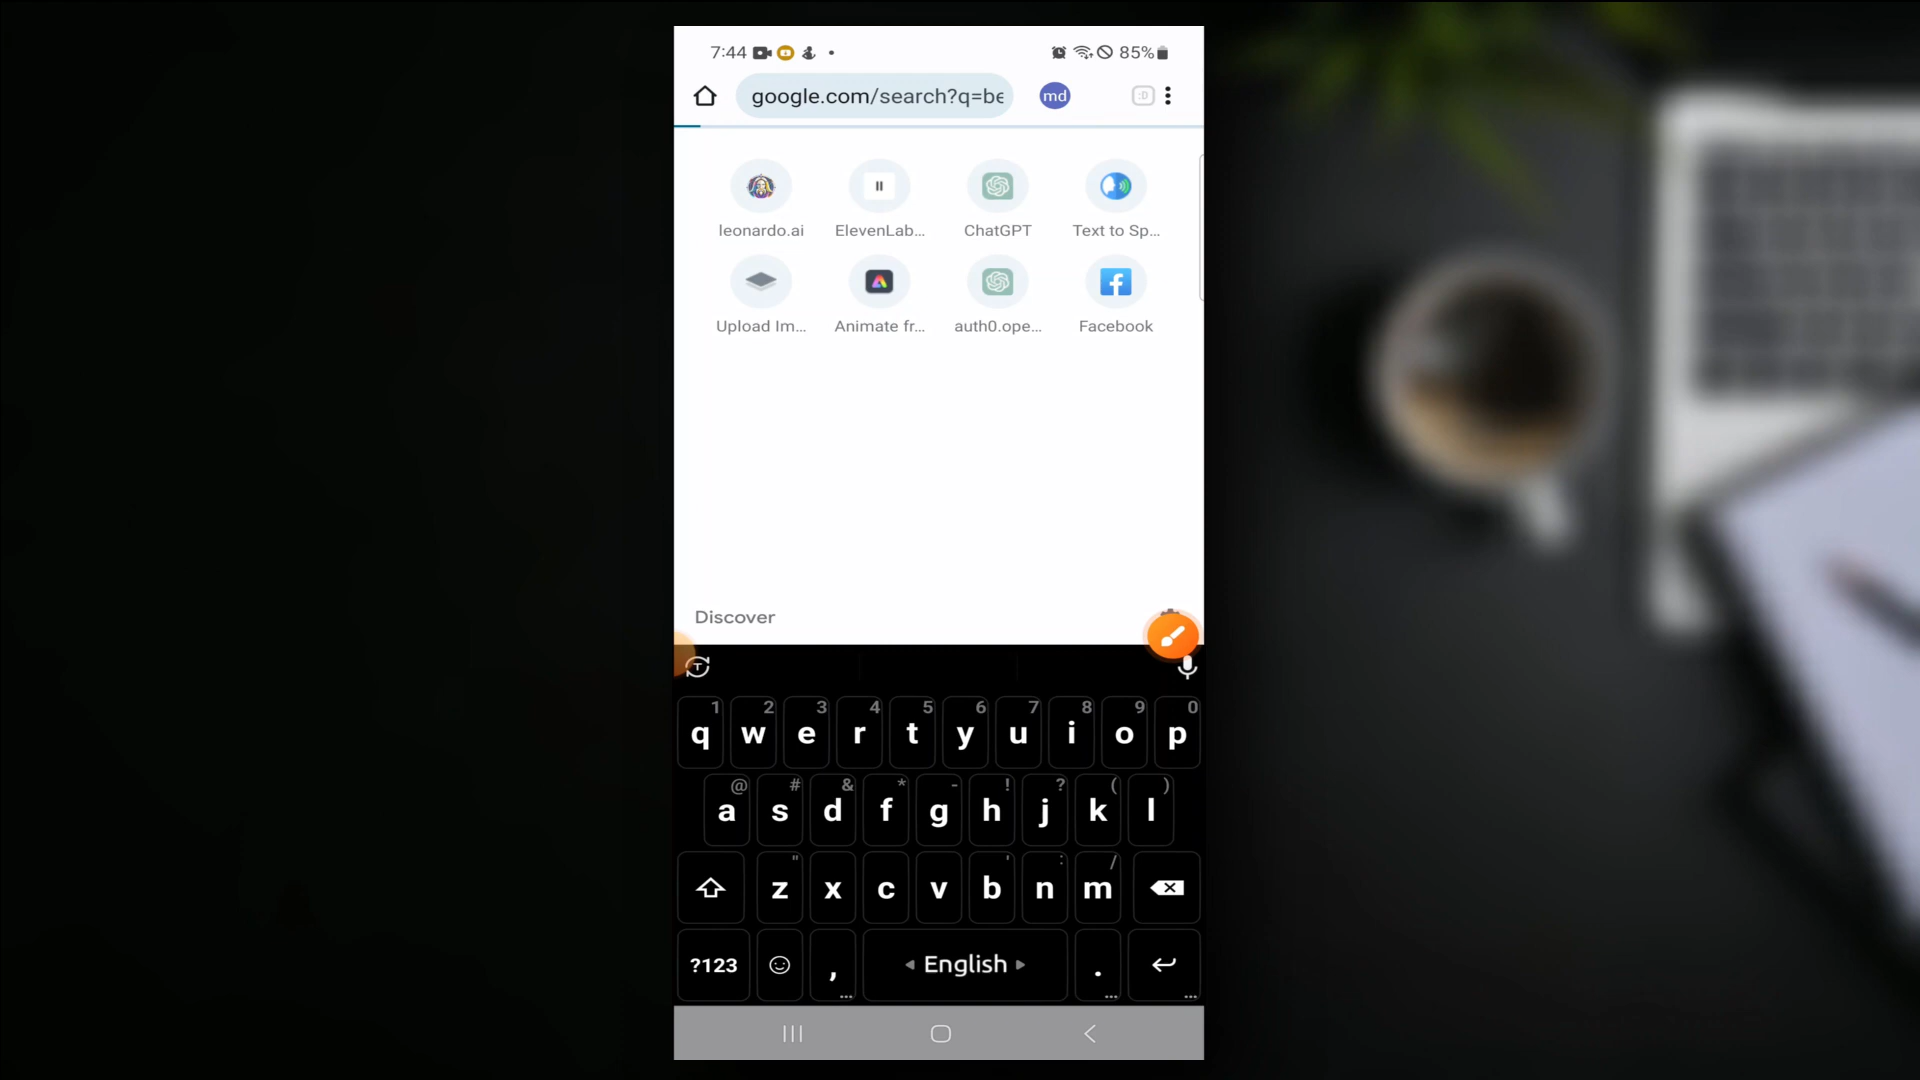 7:44 85%
google.com/search?q=be md :D
leonardo.ai ElevenLab... ChatGPT Text to Sp...
Upload Im... Animate fr... auth0.ope... Facebook
Discover
T
1 2 3 4 5 6 7 8 9 0
q w e r t y u i o p
@ # & * - ! ? ( )
a s d f g h j k l
" ' : /
z x c v b n m
?123 , English .